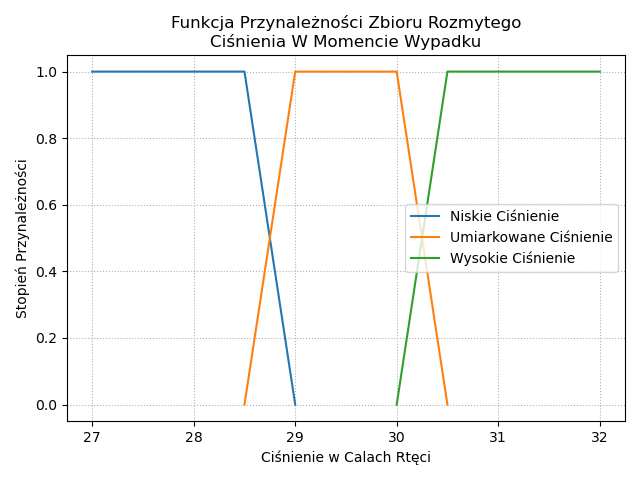 Funkcja Przynależności Zbioru Rozmytego
Ciśnienia W Momencie Wypadku
1.0
0.8
0.6
0.4
0.2
0.0
Stopień Przynależności
Niskie Ciśnienie
Umiarkowane Ciśnienie
Wysokie Ciśnienie
27 28 29 30 31 32
Ciśnienie w Calach Rtęci